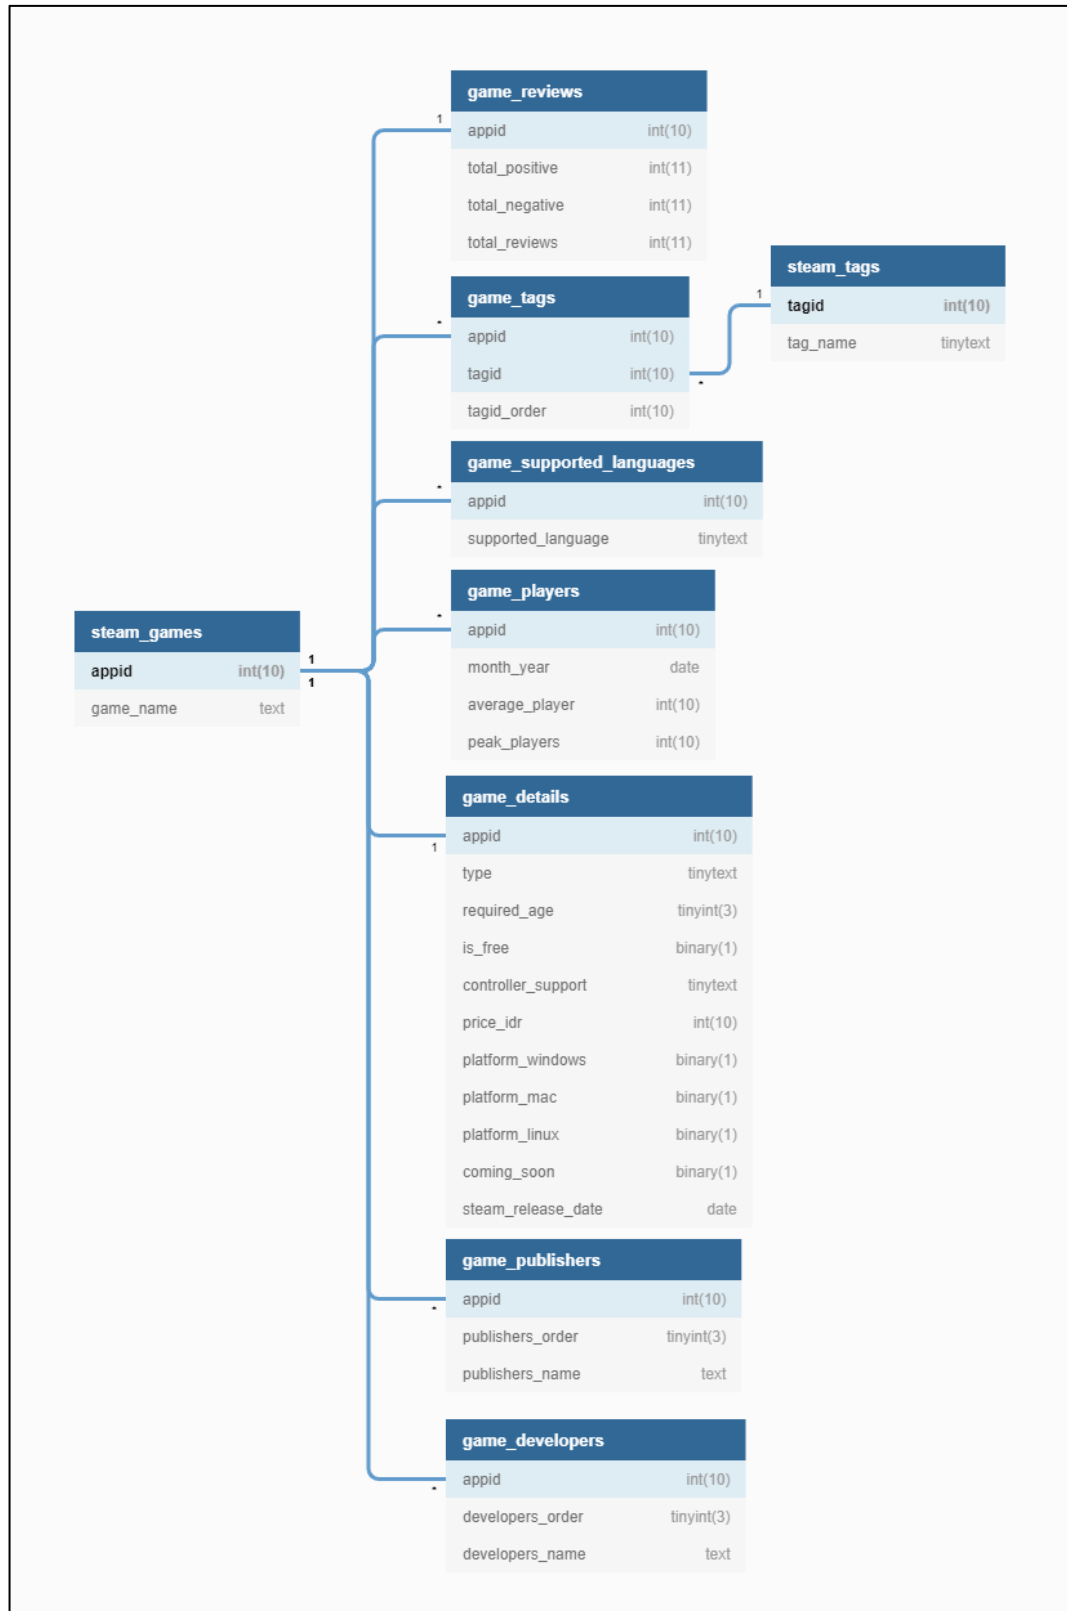 game_reviews
1
appid int(10)
total_positive int(11)
total_negative int(11)
total_reviews int(11)
steam_tags
1
tagid int(10)
tag_name tinytext
game_tags
*
appid int(10)
tagid int(10)
*
tagid_order int(10)
game_supported_languages
*
appid int(10)
supported_language tinytext
game_players
*
appid int(10)
month_year date
average_player int(10)
peak_players int(10)
steam_games
1
appid int(10)
1
game_name text
game_details
appid int(10)
1
type tinytext
required_age tinyint(3)
is_free binary(1)
controller_support tinytext
price_idr int(10)
platform_windows binary(1)
platform_mac binary(1)
platform_linux binary(1)
coming_soon binary(1)
steam_release_date date
game_publishers
appid int(10)
*
publishers_order tinyint(3)
publishers_name text
game_developers
appid int(10)
*
developers_order tinyint(3)
developers_name text